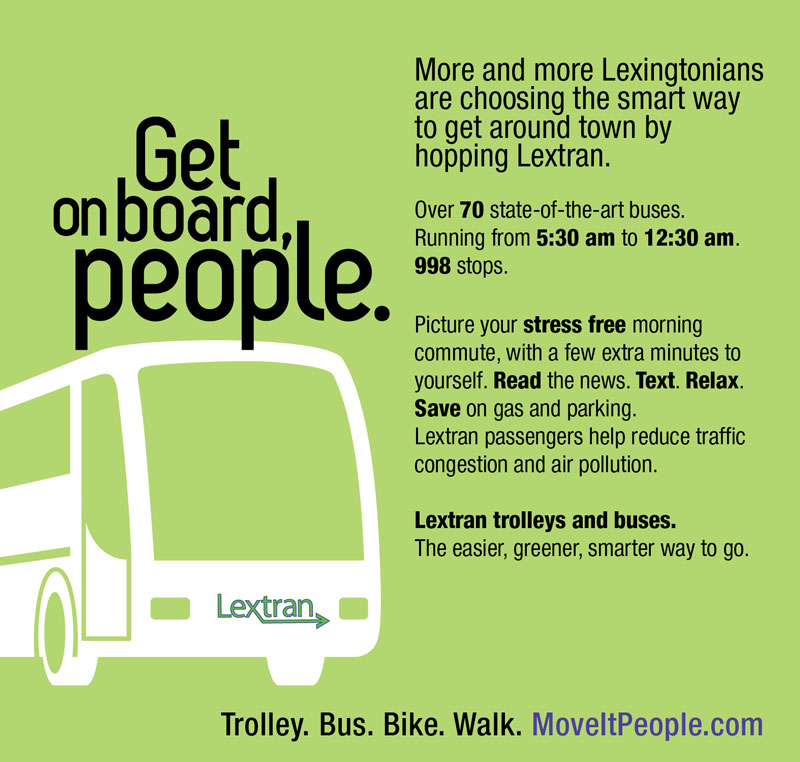 Get
on board,
people.
More and more Lexingtonians
are choosing the smart way
to get around town by
hopping Lextran.
Over 70 state-of-the-art buses.
Running from 5:30 am to 12:30 am.
998 stops.
Picture your stress free morning
commute, with a few extra minutes to
yourself. Read the news. Text. Relax.
Save on gas and parking.
Lextran passengers help reduce traffic
congestion and air pollution.
Lextran trolleys and buses.
The easier, greener, smarter way to go.
Lextran
Trolley. Bus. Bike. Walk. MoveItPeople.com